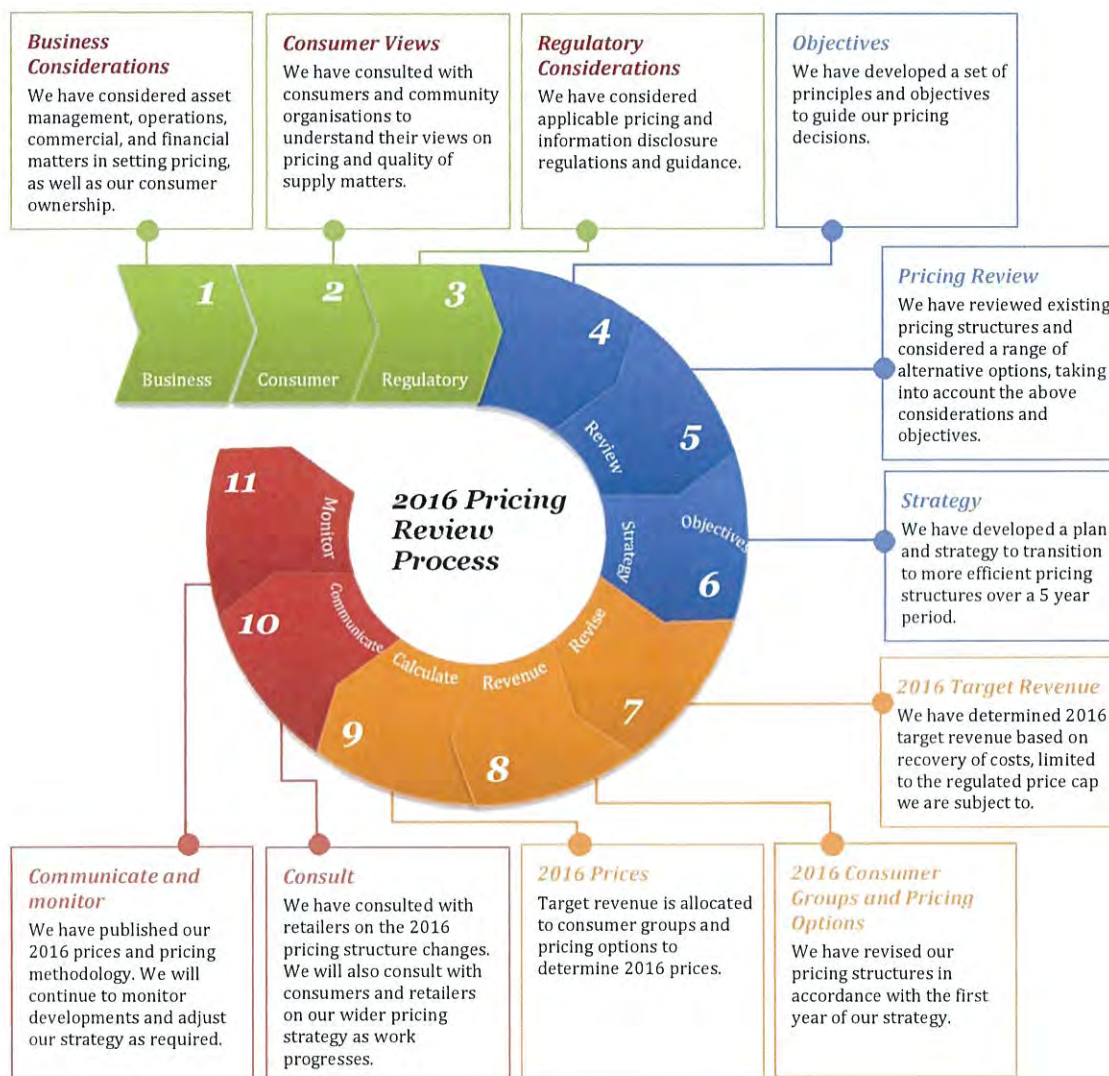 Business
Considerations
We have considered asset
management, operations,
commercial, and financial
matters in setting pricing,
as well as our consumer
ownership.
Consumer Views
We have consulted with
consumers and community
organisations to
understand their views on
pricing and quality of
supply matters.
Regulatory
Considerations
We have considered
applicable pricing and
information disclosure
regulations and guidance.
Objectives
We have developed a set of
principles and objectives
to guide our pricing
decisions.
Pricing Review
We have reviewed existing
pricing structures and
considered a range of
alternative options, taking
into account the above
considerations and
objectives.
Strategy
We have developed a plan
and strategy to transition
to more efficient pricing
structures over a 5 year
period.
2016 Target Revenue
We have determined 2016
target revenue based on
recovery of costs, limited
to the regulated price cap
we are subject to.
1
Business
2
Consumer
3
Regulatory
4
Review
5
Objectives
Strategy
6
Revise
7
Revenue
8
Calculate
9
Communicate
10
Monitor
11
2016 Pricing
Review
Process
Communicate and
monitor
We have published our
2016 prices and pricing
methodology. We will
continue to monitor
developments and adjust
our strategy as required.
Consult
We have consulted with
retailers on the 2016
pricing structure changes.
We will also consult with
consumers and retailers
on our wider pricing
strategy as work
progresses.
2016 Prices
Target revenue is allocated
to consumer groups and
pricing options to
determine 2016 prices.
2016 Consumer
Groups and Pricing
Options
We have revised our
pricing structures in
accordance with the first
year of our strategy.